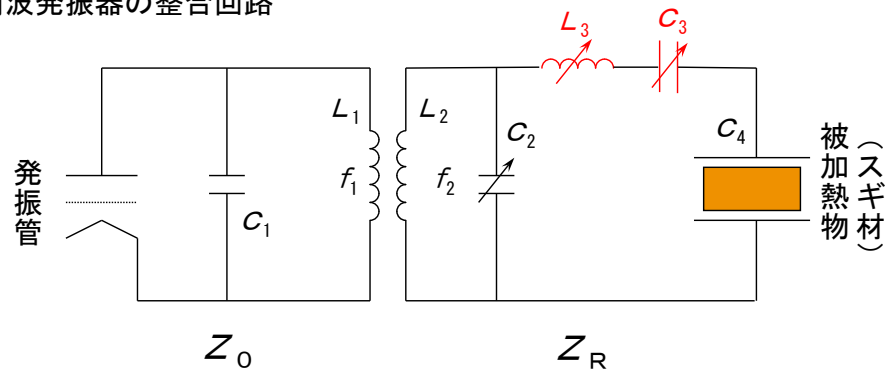 波発振器の整合回路
L₃
C₃
L₁
L₂
C₂
C₄
f₁
f₂
C₁
発振管
被加熱物
（スギ材）
Z₀
Z_R